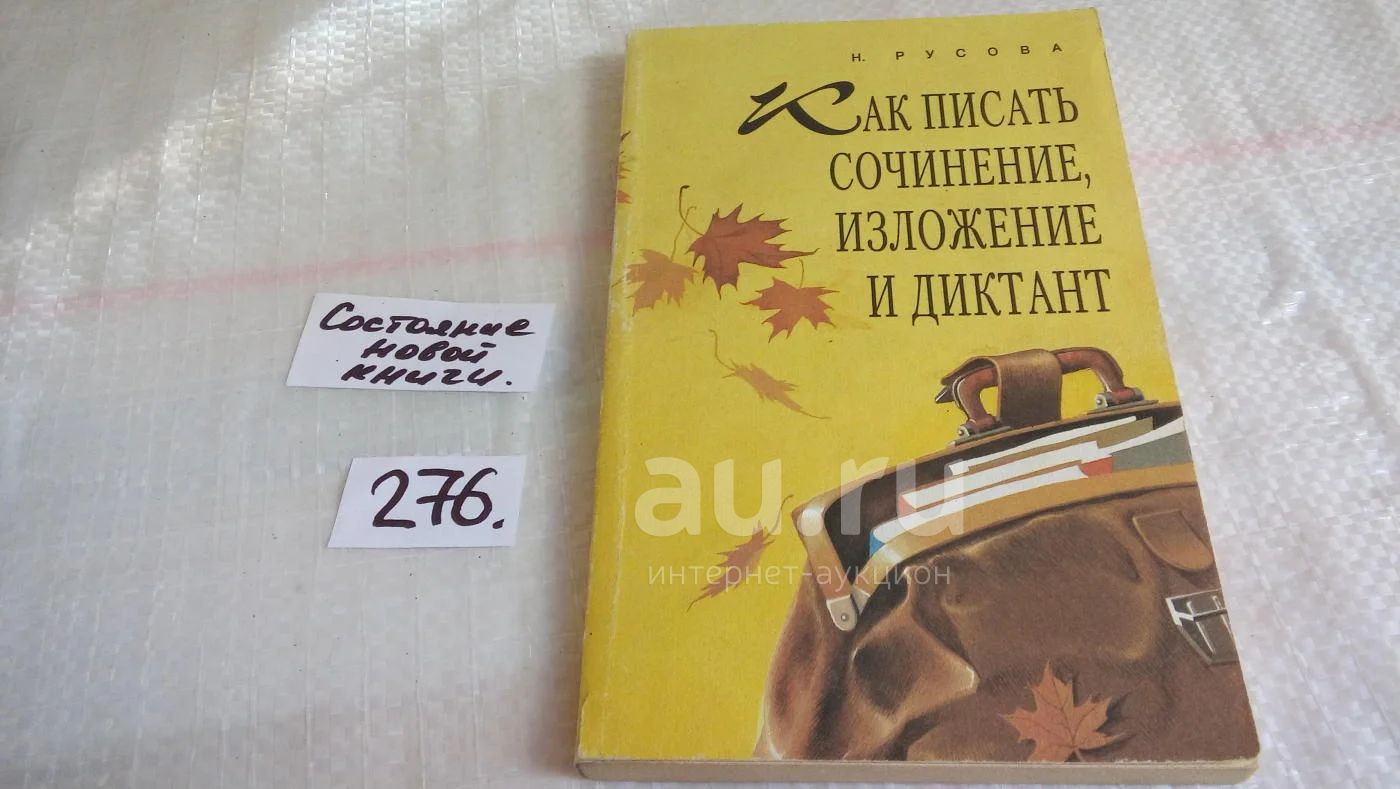 Н. РУСОВА
КАК ПИСАТЬ
СОЧИНЕНИЕ,
ИЗЛОЖЕНИЕ
И ДИКТАНТ
Состояние
новой
книги.
276.
au.ru
интернет-аукцион